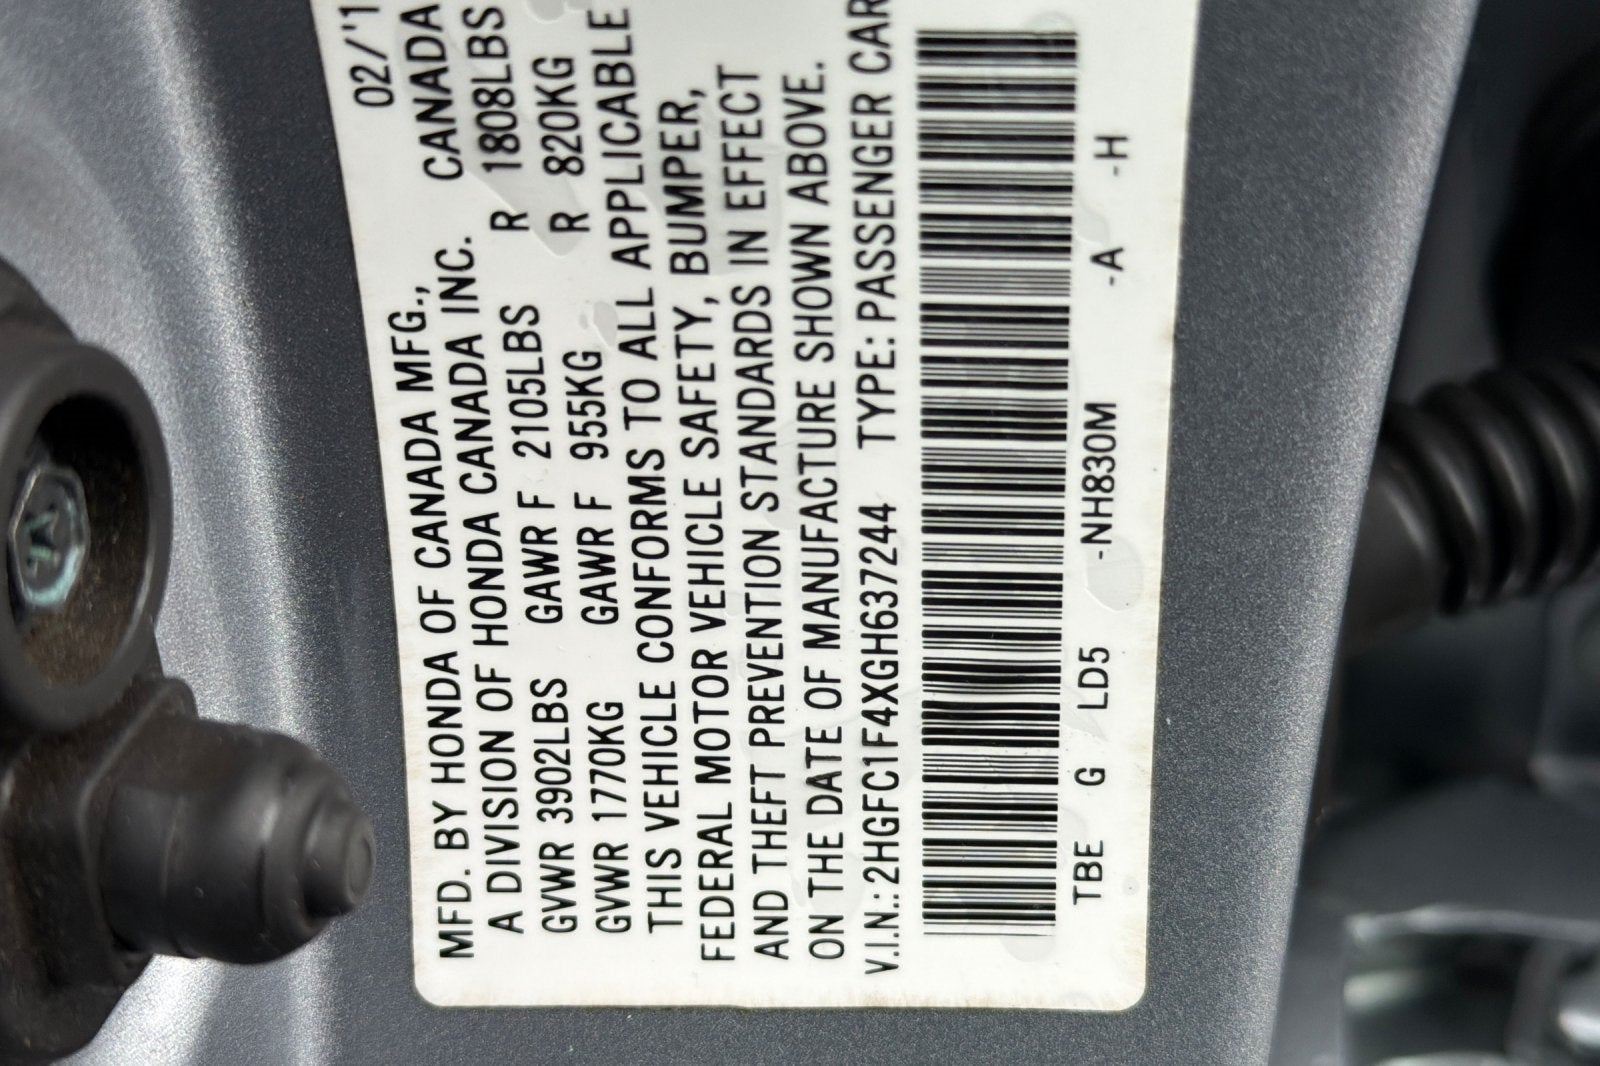 02/'1
MFD. BY HONDA OF CANADA MFG., CANADA
A DIVISION OF HONDA CANADA INC.
GVWR 3902LBS GAWR F 2105LBS R 1808LBS
GVWR 1770KG GAWR F 955KG R 820KG
THIS VEHICLE CONFORMS TO ALL APPLICABLE
FEDERAL MOTOR VEHICLE SAFETY, BUMPER,
AND THEFT PREVENTION STANDARDS IN EFFECT
ON THE DATE OF MANUFACTURE SHOWN ABOVE.
V.I.N.: 2HGFC1F4XGH637244 TYPE: PASSENGER CAR
TBE G LD5 -NH830M -A -H